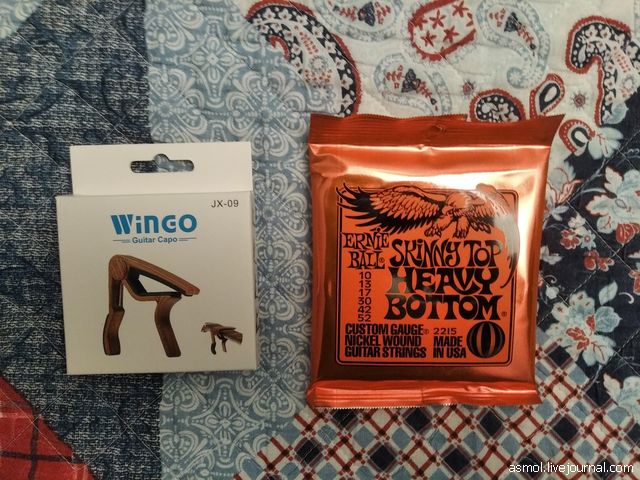 JX-09
WINGO
Guitar Capo
ERNIE
BALL®
SKINNY TOP
HEAVY
BOTTOM®
10
13
17
30
42
52
CUSTOM GAUGE® 2215
NICKEL WOUND
GUITAR STRINGS
MADE
IN USA
asmol.livejournal.com